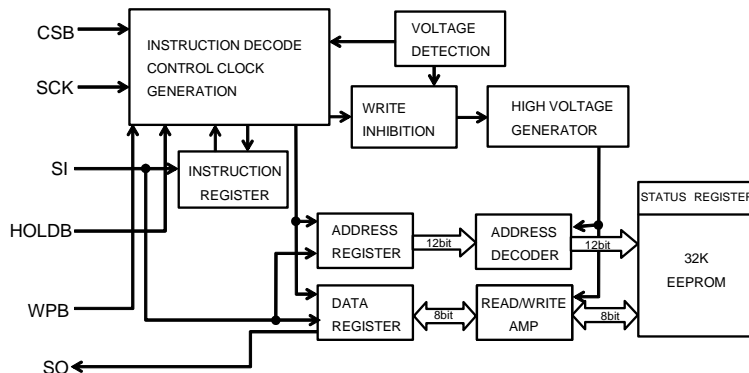 CSB
SCK
SI
HOLDB
WPB
SO
INSTRUCTION DECODE
CONTROL CLOCK
GENERATION
VOLTAGE
DETECTION
WRITE
INHIBITION
HIGH VOLTAGE
GENERATOR
INSTRUCTION
REGISTER
ADDRESS
REGISTER
12bit
ADDRESS
DECODER
12bit
DATA
REGISTER
8bit
READ/WRITE
AMP
8bit
STATUS REGISTER
32K
EEPROM